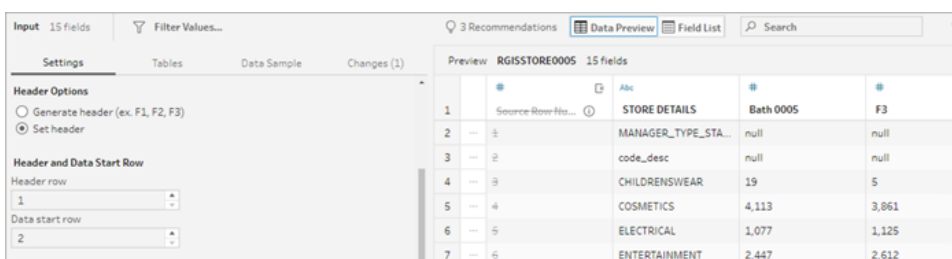 Input 15 fields Filter Values... 3 Recommendations Data Preview Field List Search
Settings Tables Data Sample Changes (1)
Preview RGISSTORE0005 15 fields
Header Options
Generate header (ex. F1, F2, F3)
Set header
Header and Data Start Row
Header row
1
Data start row
2
# Abc # #
1 Source Row Nu... STORE DETAILS Bath 0005 F3
2 ... 1 MANAGER_TYPE_STA... null null
3 ... 2 code_desc null null
4 ... 3 CHILDRENSWEAR 19 5
5 ... 4 COSMETICS 4,113 3,861
6 ... 5 ELECTRICAL 1,077 1,125
7 ... 6 ENTERTAINMENT 2,447 2,612